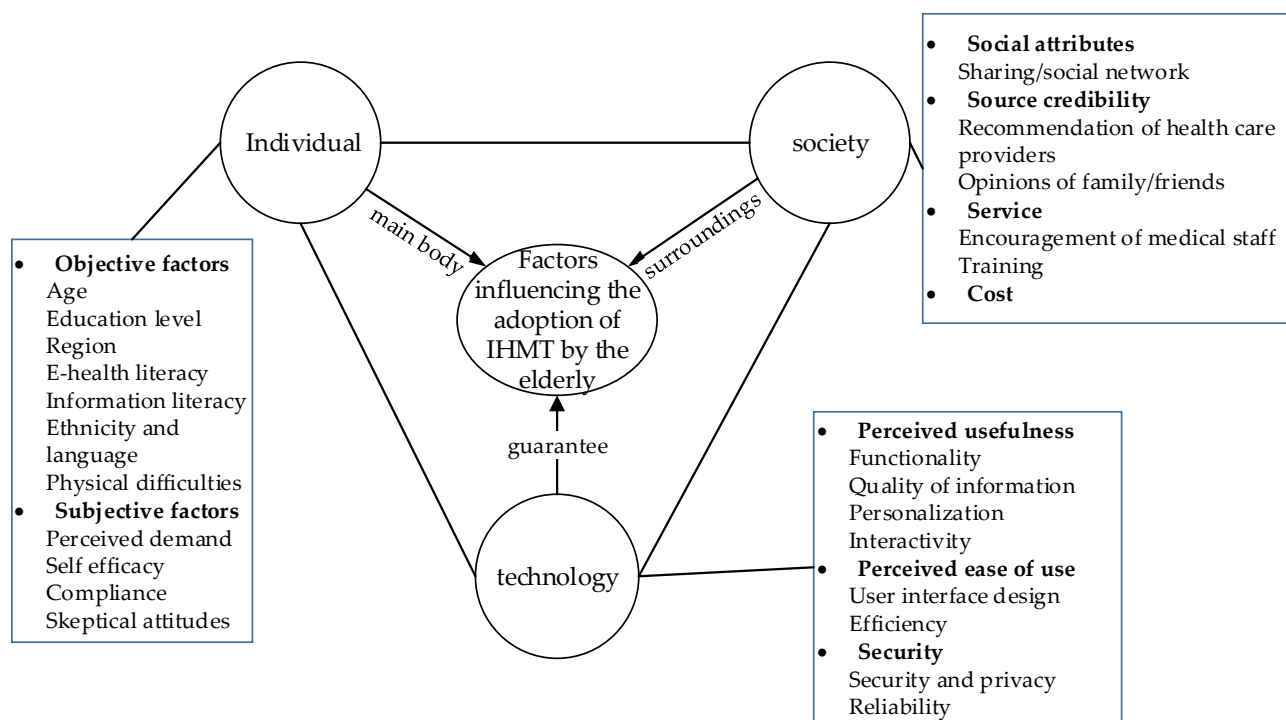 Individual
society
main body
surroundings
Factors
influencing the
adoption of
IHMT by the
elderly
guarantee
technology
• Objective factors
Age
Education level
Region
E-health literacy
Information literacy
Ethnicity and
language
Physical difficulties
• Subjective factors
Perceived demand
Self efficacy
Compliance
Skeptical attitudes
• Social attributes
Sharing/social network
• Source credibility
Recommendation of health care
providers
Opinions of family/friends
• Service
Encouragement of medical staff
Training
• Cost
• Perceived usefulness
Functionality
Quality of information
Personalization
Interactivity
• Perceived ease of use
User interface design
Efficiency
• Security
Security and privacy
Reliability